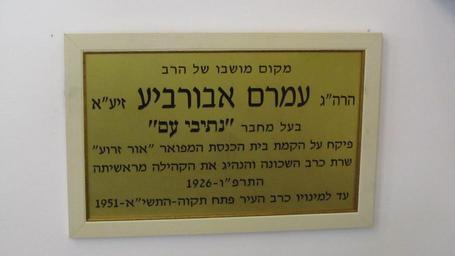 מקום מושבו של הרב
הרה"ג עמרם אבורביע זיע"א
בעל מחבר "נתיבי עם"
פיקח על הקמת בית הכנסת המפואר "אור זרוע"
שרת כרב השכונה והנהיג את הקהילה מראשיתה
התרפ"ו-1926
עד למינויו כרב העיר פתח תקוה-התשי"א-1951